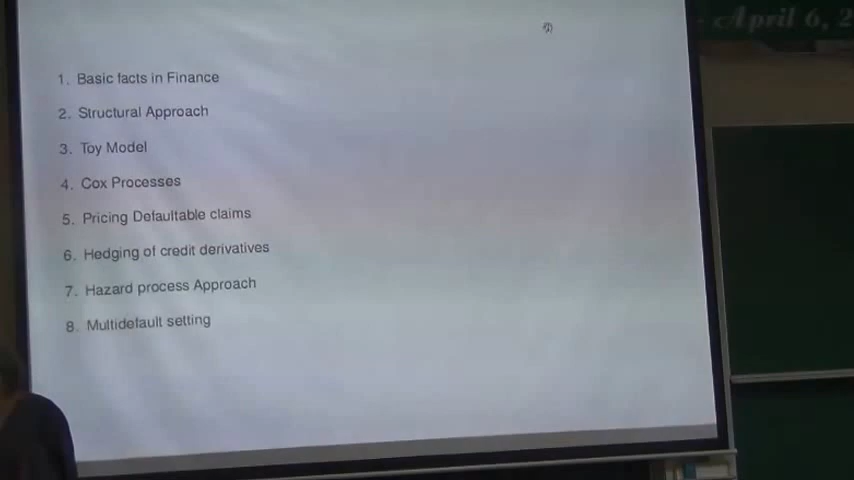 - April 6, 2
1. Basic facts in Finance
2. Structural Approach
3. Toy Model
4. Cox Processes
5. Pricing Defaultable claims
6. Hedging of credit derivatives
7. Hazard process Approach
8. Multidefault setting